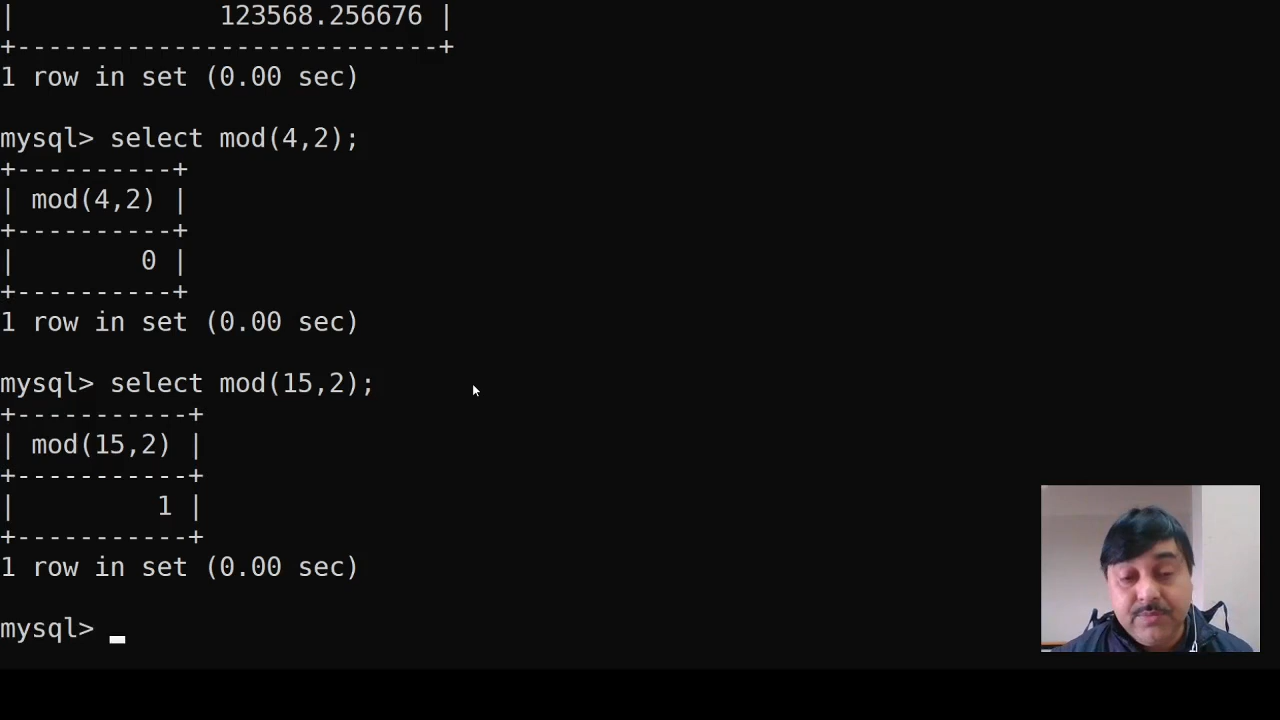 |             123568.256676 |
+---------------------------+
1 row in set (0.00 sec)
mysql> select mod(4,2);
+----------+
| mod(4,2) |
+----------+
|        0 |
+----------+
1 row in set (0.00 sec)
mysql> select mod(15,2);
+-----------+
| mod(15,2) |
+-----------+
|         1 |
+-----------+
1 row in set (0.00 sec)
mysql>